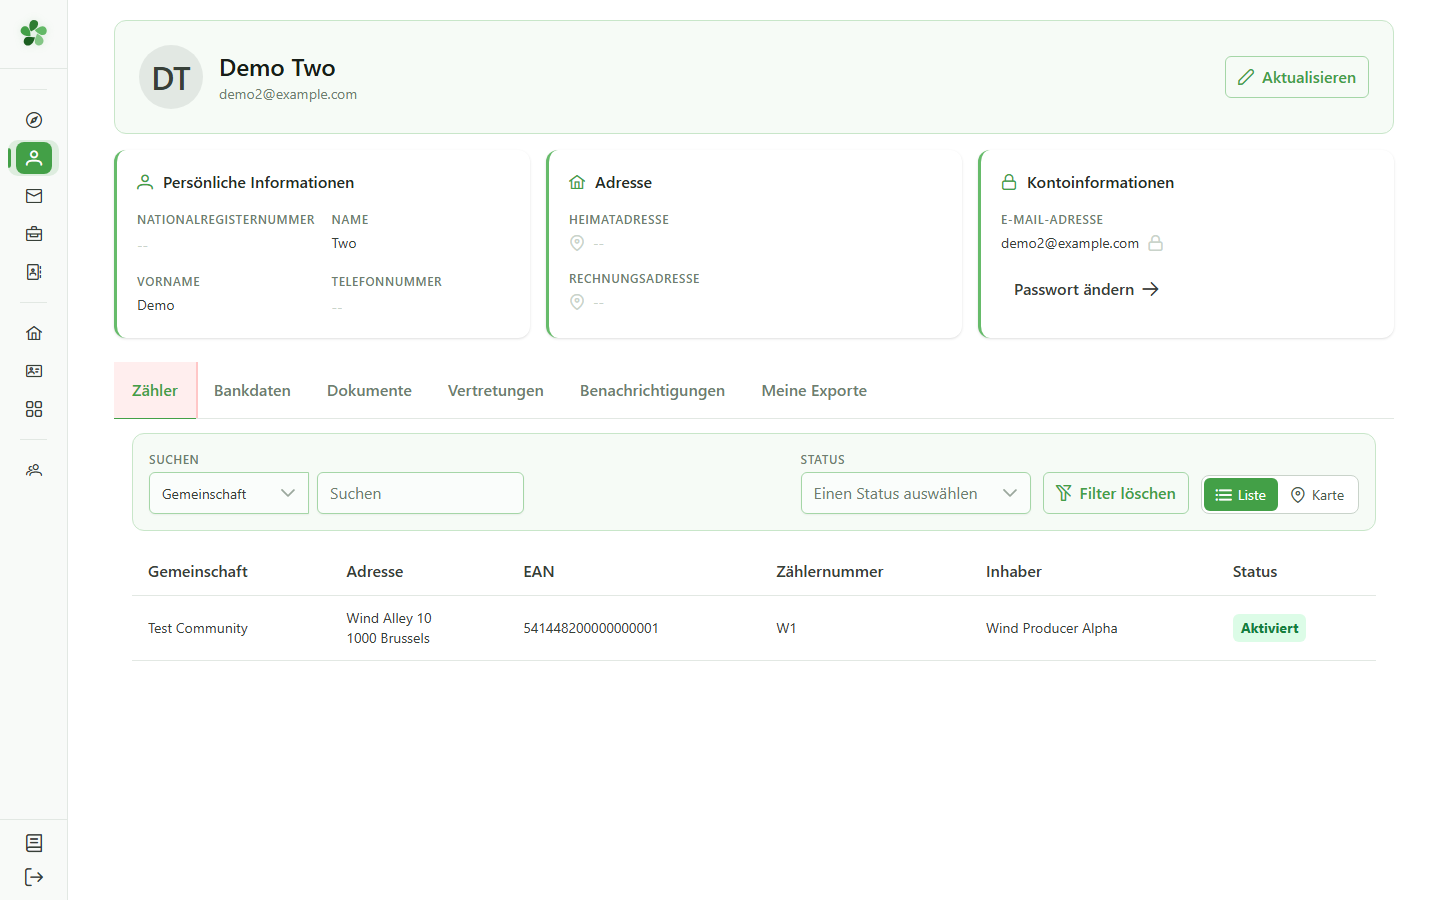 DT
Demo Two
demo2@example.com
Aktualisieren
Persönliche Informationen
NATIONALREGISTERNUMMER
--
NAME
Two
VORNAME
Demo
TELEFONNUMMER
--
Adresse
HEIMATADRESSE
--
RECHNUNGSADRESSE
--
Kontoinformationen
E-MAIL-ADRESSE
demo2@example.com
Passwort ändern
Zähler
Bankdaten
Dokumente
Vertretungen
Benachrichtigungen
Meine Exporte
SUCHEN
Gemeinschaft
Suchen
STATUS
Einen Status auswählen
Filter löschen
Liste
Karte
Gemeinschaft
Adresse
EAN
Zählernummer
Inhaber
Status
Test Community
Wind Alley 10
1000 Brussels
541448200000000001
W1
Wind Producer Alpha
Aktiviert